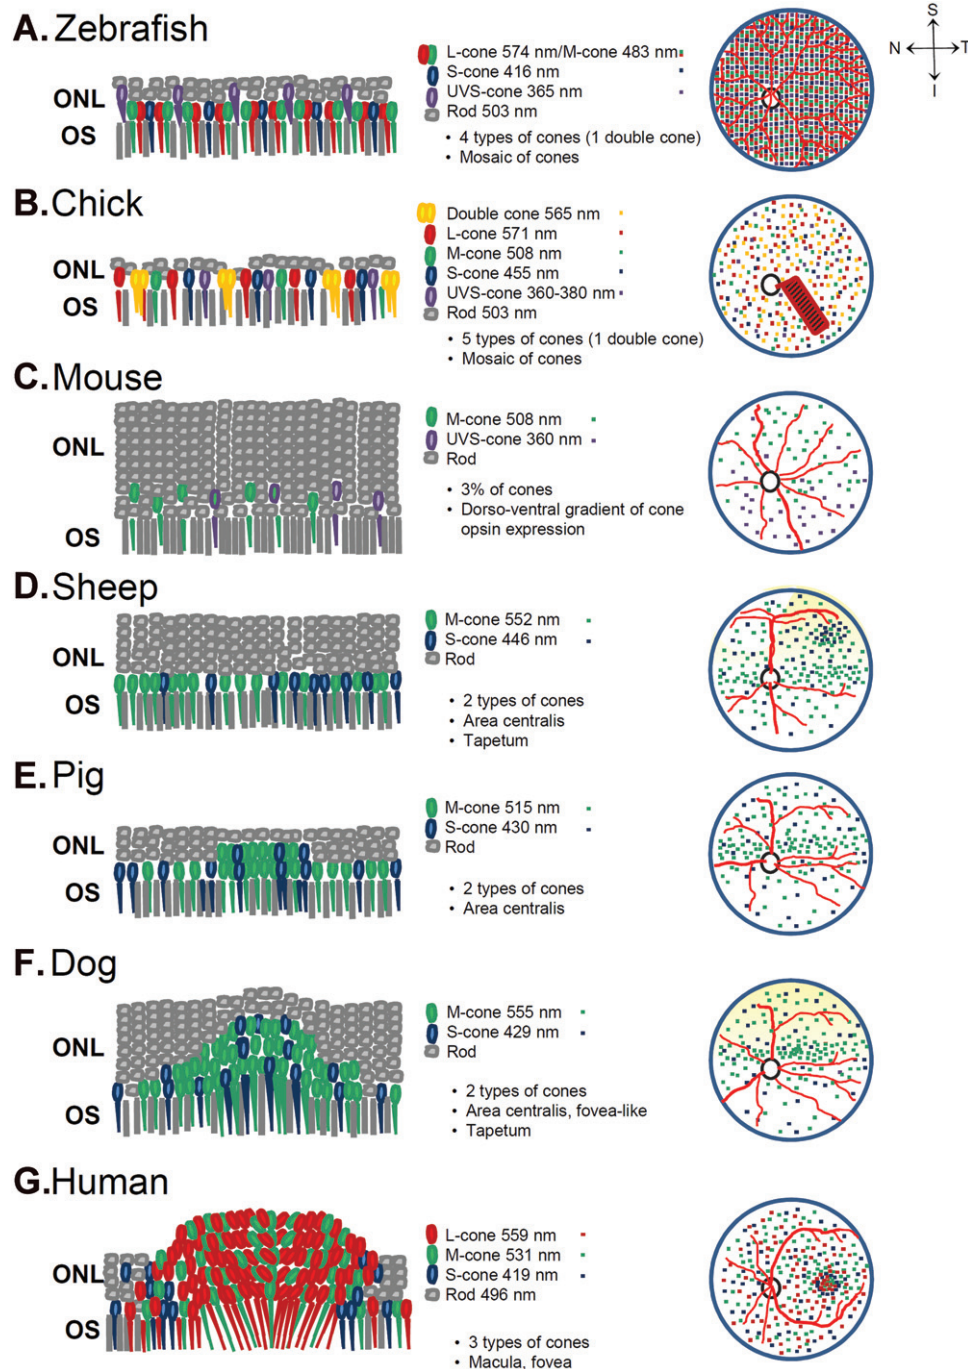 A. Zebrafish
S
N
T
I
ONL
OS
L-cone 574 nm/M-cone 483 nm
S-cone 416 nm
UVS-cone 365 nm
Rod 503 nm
• 4 types of cones (1 double cone)
• Mosaic of cones
B. Chick
ONL
OS
Double cone 565 nm
L-cone 571 nm
M-cone 508 nm
S-cone 455 nm
UVS-cone 360-380 nm
Rod 503 nm
• 5 types of cones (1 double cone)
• Mosaic of cones
C. Mouse
ONL
OS
M-cone 508 nm
UVS-cone 360 nm
Rod
• 3% of cones
• Dorso-ventral gradient of cone
opsin expression
D. Sheep
ONL
OS
M-cone 552 nm
S-cone 446 nm
Rod
• 2 types of cones
• Area centralis
• Tapetum
E. Pig
ONL
OS
M-cone 515 nm
S-cone 430 nm
Rod
• 2 types of cones
• Area centralis
F. Dog
ONL
OS
M-cone 555 nm
S-cone 429 nm
Rod
• 2 types of cones
• Area centralis, fovea-like
• Tapetum
G. Human
ONL
OS
L-cone 559 nm
M-cone 531 nm
S-cone 419 nm
Rod 496 nm
• 3 types of cones
• Macula, fovea